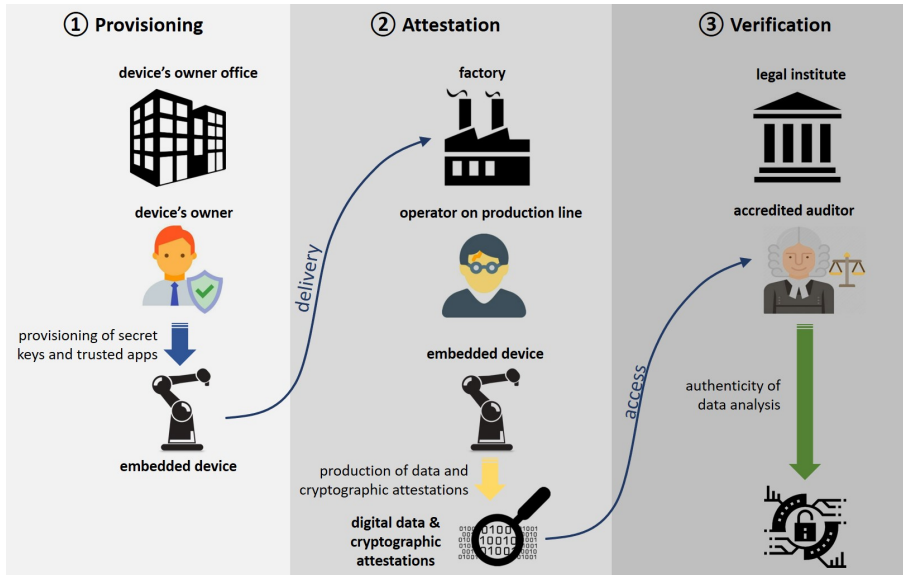 ① Provisioning
device's owner office
device's owner
provisioning of secret
keys and trusted apps
embedded device
delivery
② Attestation
factory
operator on production line
embedded device
production of data and
cryptographic attestations
digital data &
cryptographic
attestations
access
③ Verification
legal institute
accredited auditor
authenticity of
data analysis